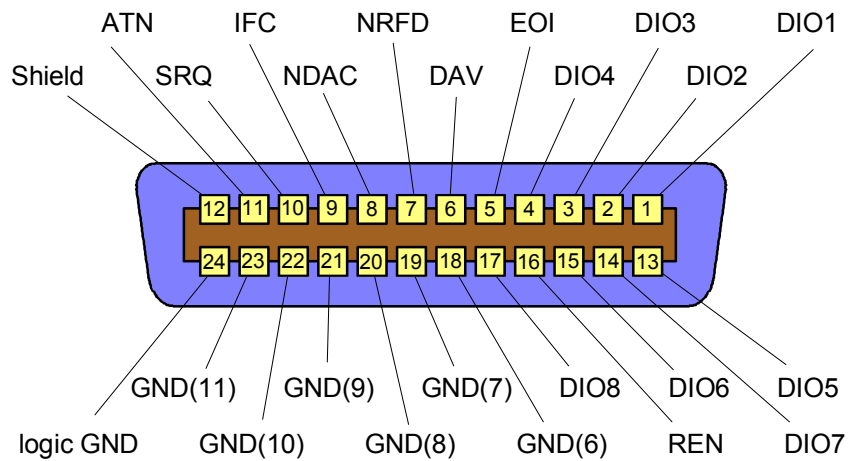 ATN IFC NRFD EOI DIO3 DIO1
Shield SRQ NDAC DAV DIO4 DIO2
12 11 10 9 8 7 6 5 4 3 2 1
24 23 22 21 20 19 18 17 16 15 14 13
GND(11) GND(9) GND(7) DIO8 DIO6 DIO5
logic GND GND(10) GND(8) GND(6) REN DIO7